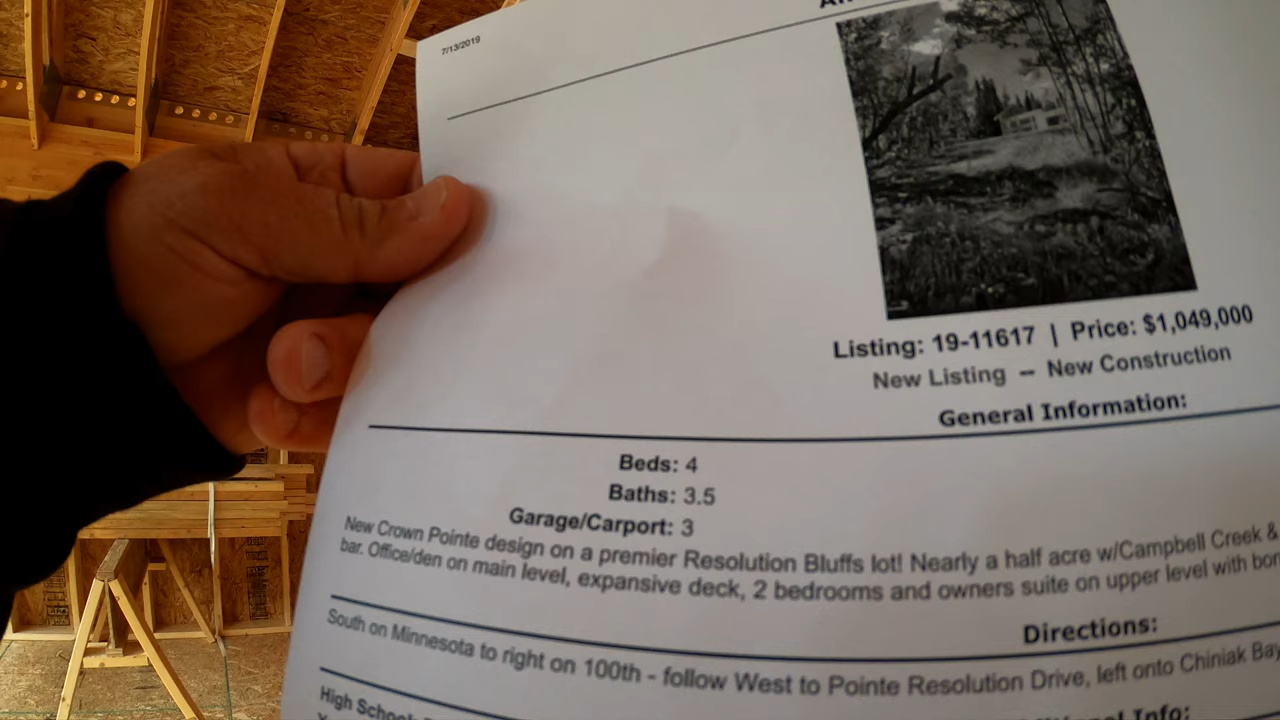 7/13/2019
Listing: 19-11617 | Price: $1,049,000
New Listing -- New Construction
General Information:
Beds: 4
Baths: 3.5
Garage/Carport: 3
New Crown Pointe design on a premier Resolution Bluffs lot! Nearly a half acre w/Campbell Creek &
bar. Office/den on main level, expansive deck, 2 bedrooms and owners suite on upper level with
Directions:
South on Minnesota to right on 100th - follow West to Pointe Resolution Drive, left onto Chiniak Bay
High School:
Info: